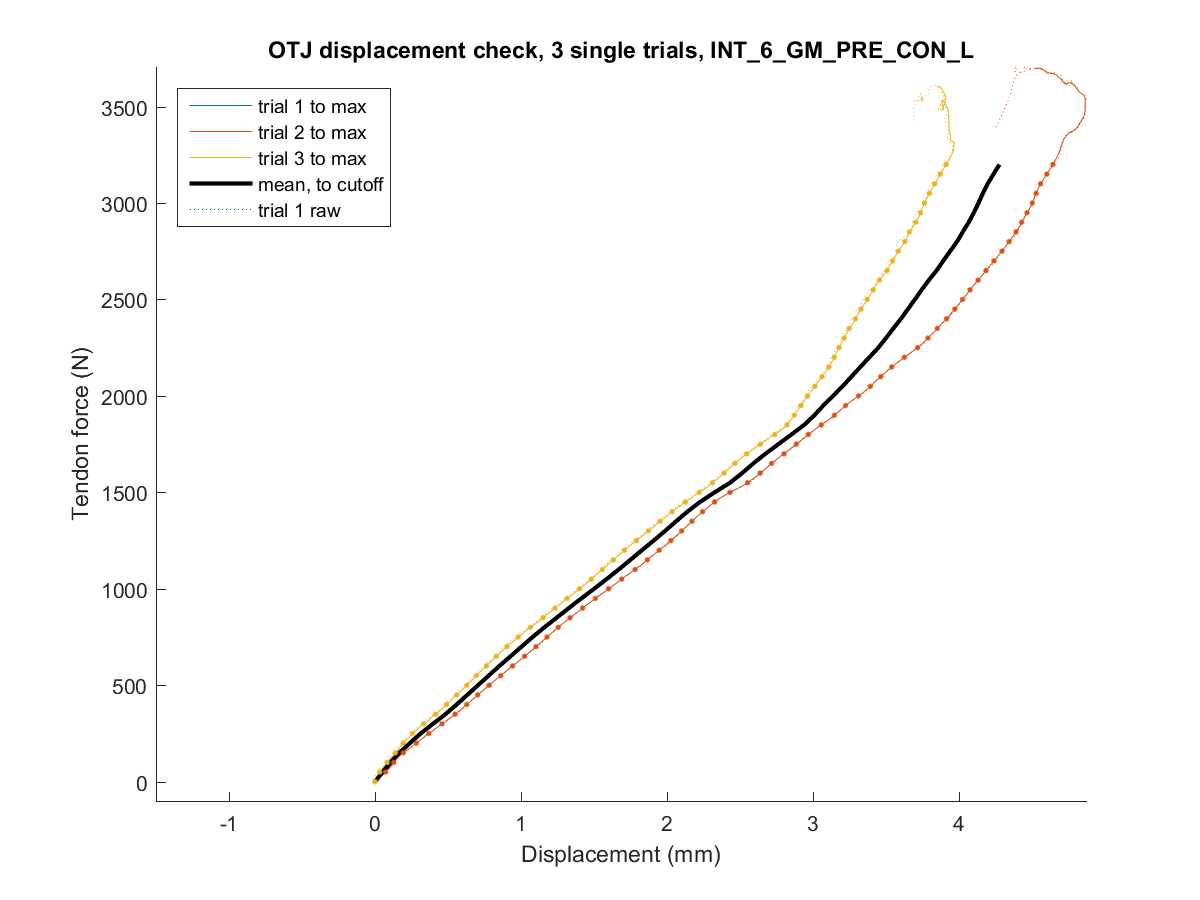 OTJ displacement check, 3 single trials, INT_6_GM_PRE_CON_L
trial 1 to max
trial 2 to max
trial 3 to max
mean, to cutoff
trial 1 raw
3500
3000
2500
2000
1500
1000
500
0
Tendon force (N)
-1 0 1 2 3 4
Displacement (mm)